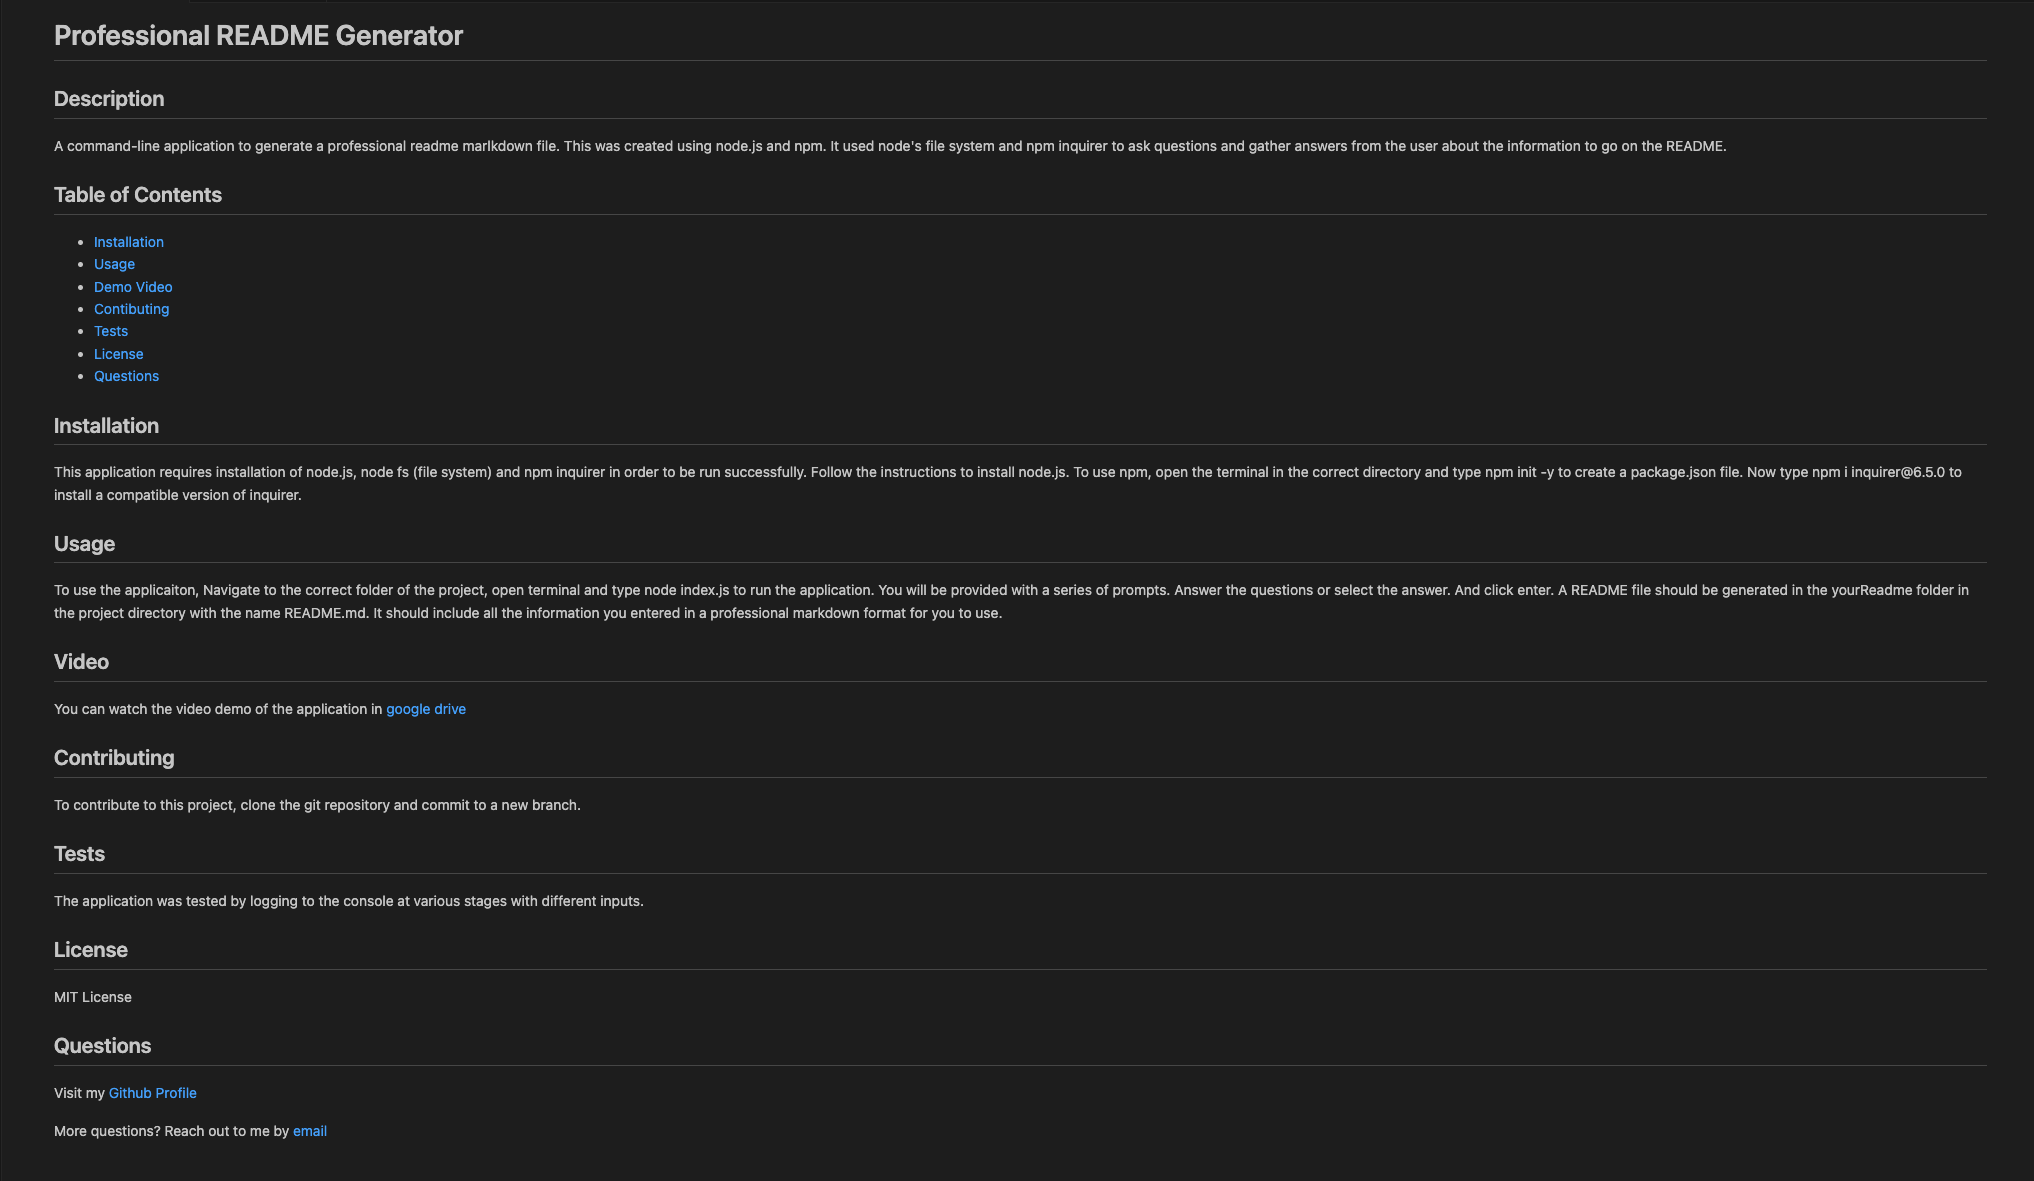 Professional README Generator
Description
A command-line application to generate a professional readme marlkdown file. This was created using node.js and npm. It used node's file system and npm inquirer to ask questions and gather answers from the user about the information to go on the README.
Table of Contents
Installation
Usage
Demo Video
Contibuting
Tests
License
Questions
Installation
This application requires installation of node.js, node fs (file system) and npm inquirer in order to be run successfully. Follow the instructions to install node.js. To use npm, open the terminal in the correct directory and type npm init -y to create a package.json file. Now type npm i inquirer@6.5.0 to
install a compatible version of inquirer.
Usage
To use the applicaiton, Navigate to the correct folder of the project, open terminal and type node index.js to run the application. You will be provided with a series of prompts. Answer the questions or select the answer. And click enter. A README file should be generated in the yourReadme folder in
the project directory with the name README.md. It should include all the information you entered in a professional markdown format for you to use.
Video
You can watch the video demo of the application in google drive
Contributing
To contribute to this project, clone the git repository and commit to a new branch.
Tests
The application was tested by logging to the console at various stages with different inputs.
License
MIT License
Questions
Visit my Github Profile
More questions? Reach out to me by email